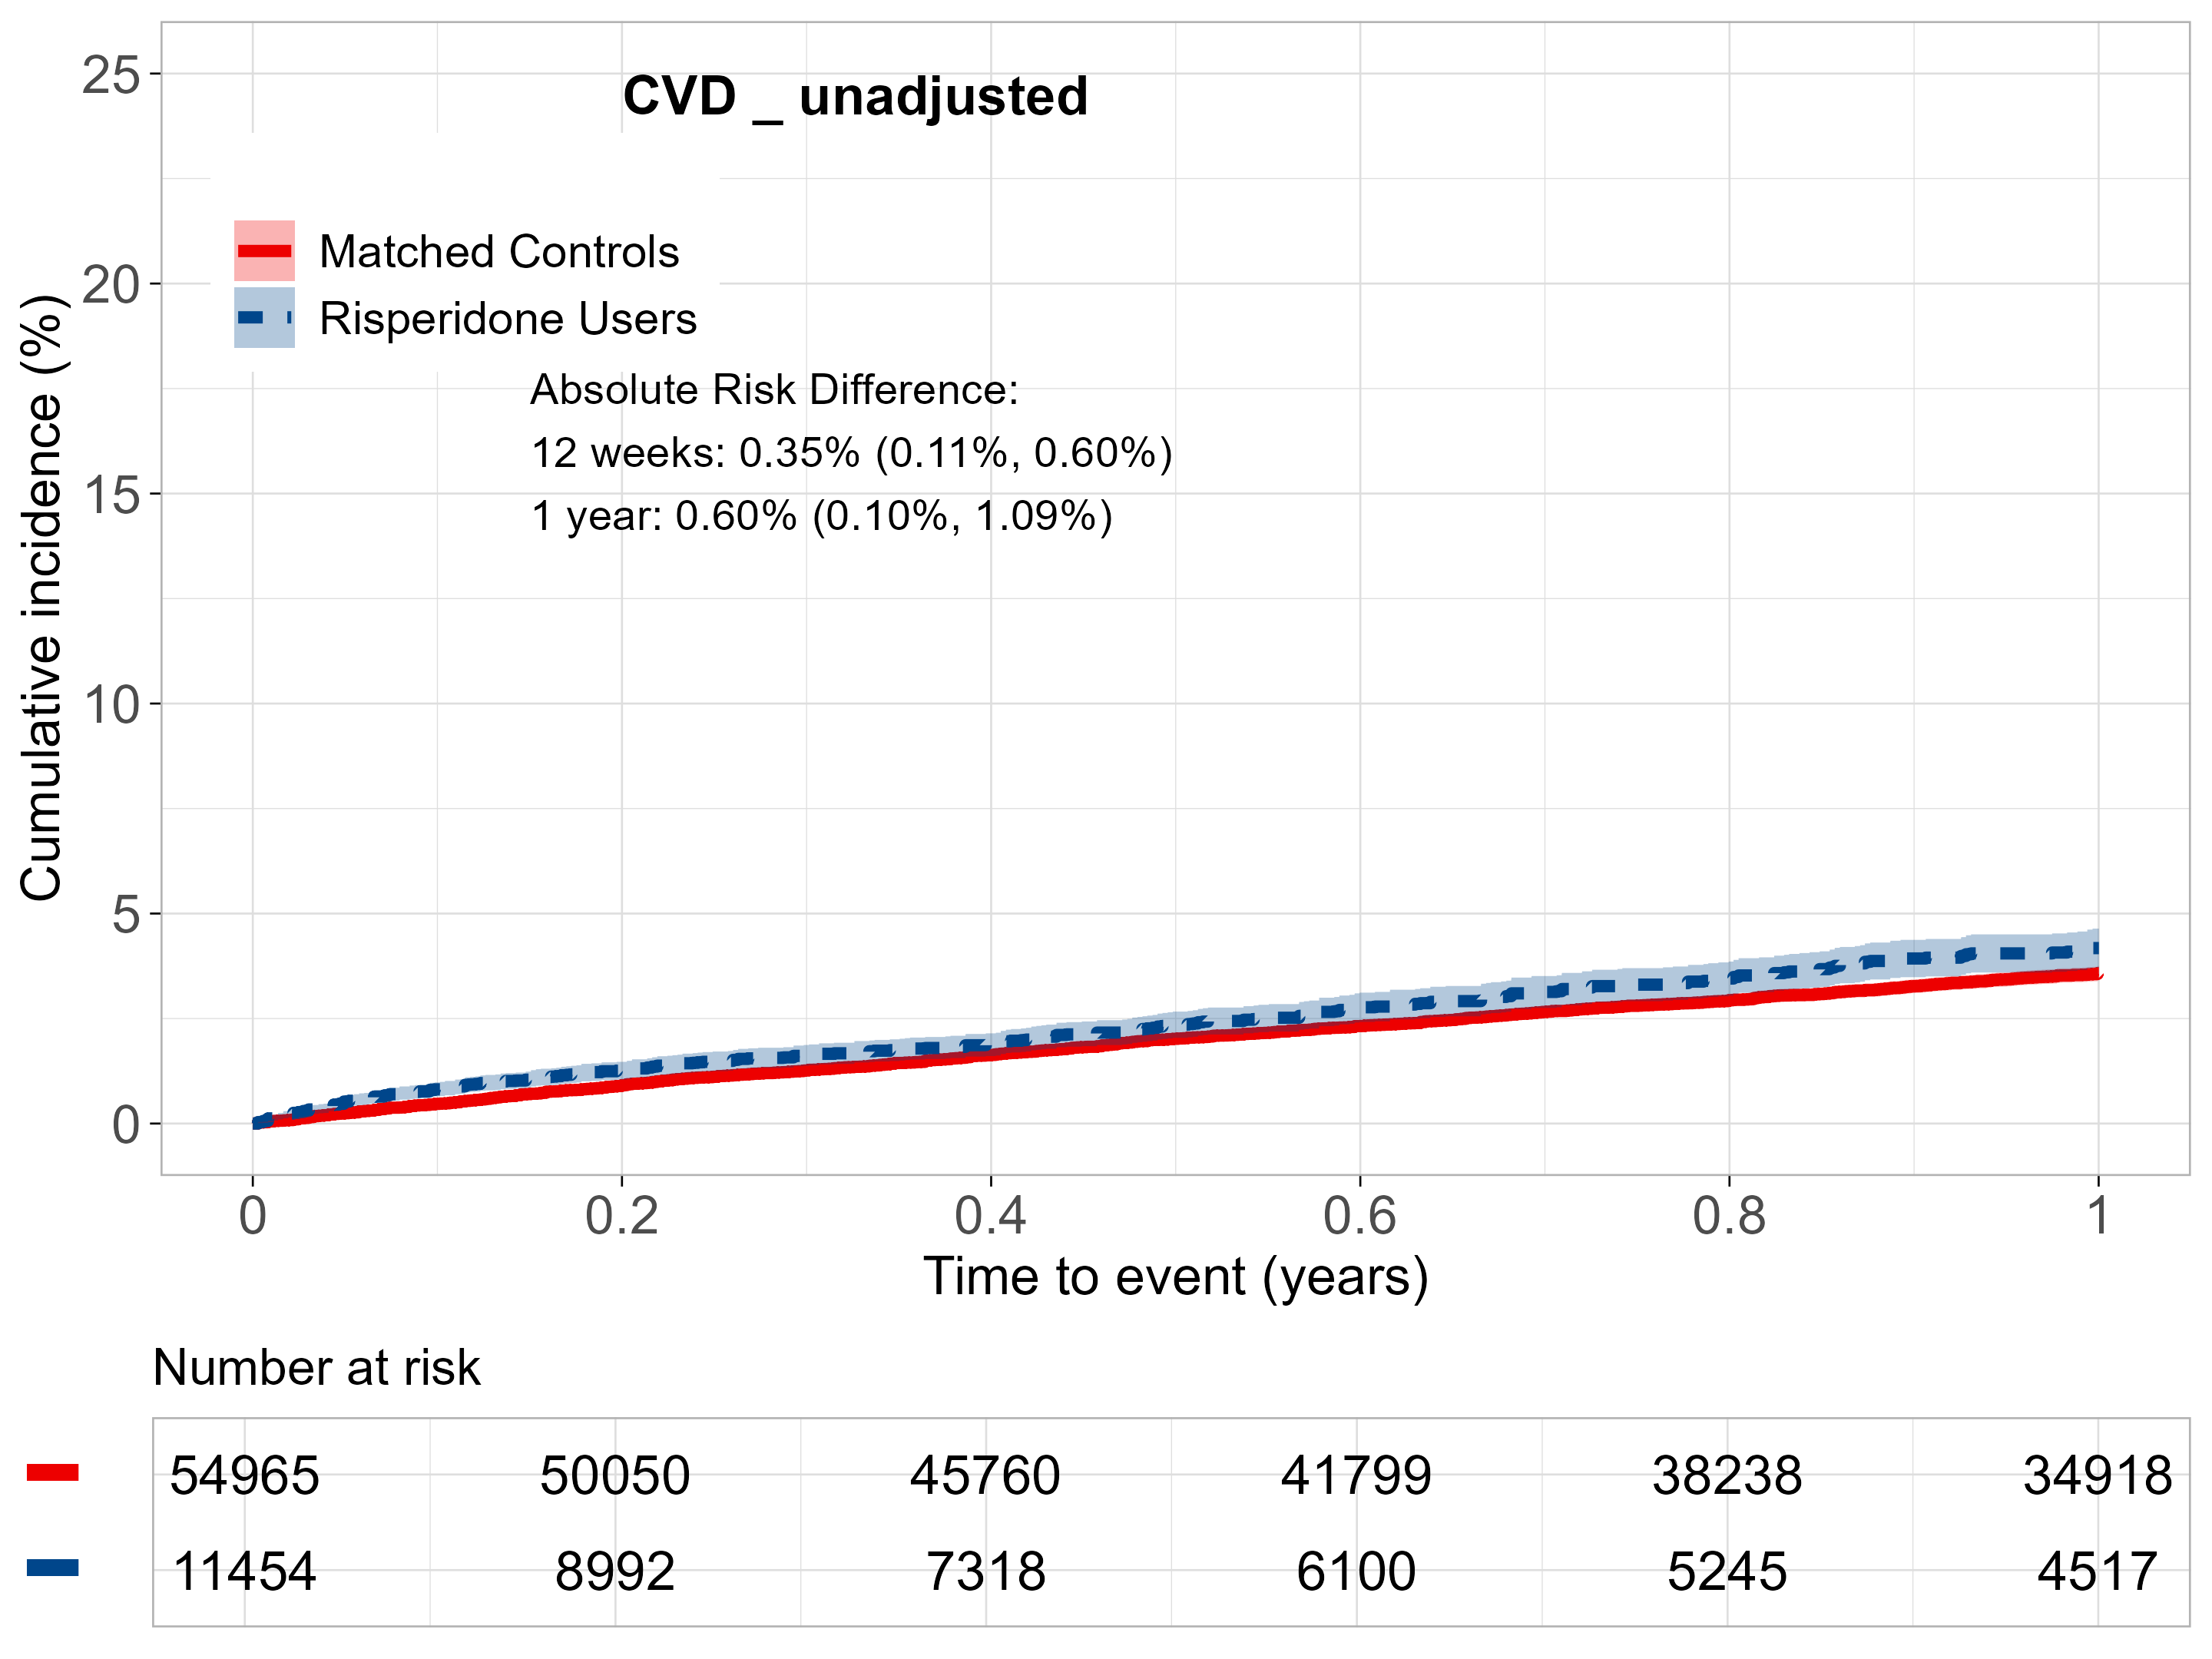 CVD _ unadjusted
Matched Controls
Risperidone Users
Absolute Risk Difference:
12 weeks: 0.35% (0.11%, 0.60%)
1 year: 0.60% (0.10%, 1.09%)
Cumulative incidence (%)
25
20
15
10
5
0
0 0.2 0.4 0.6 0.8 1
Time to event (years)
Number at risk
54965 50050 45760 41799 38238 34918
11454 8992 7318 6100 5245 4517